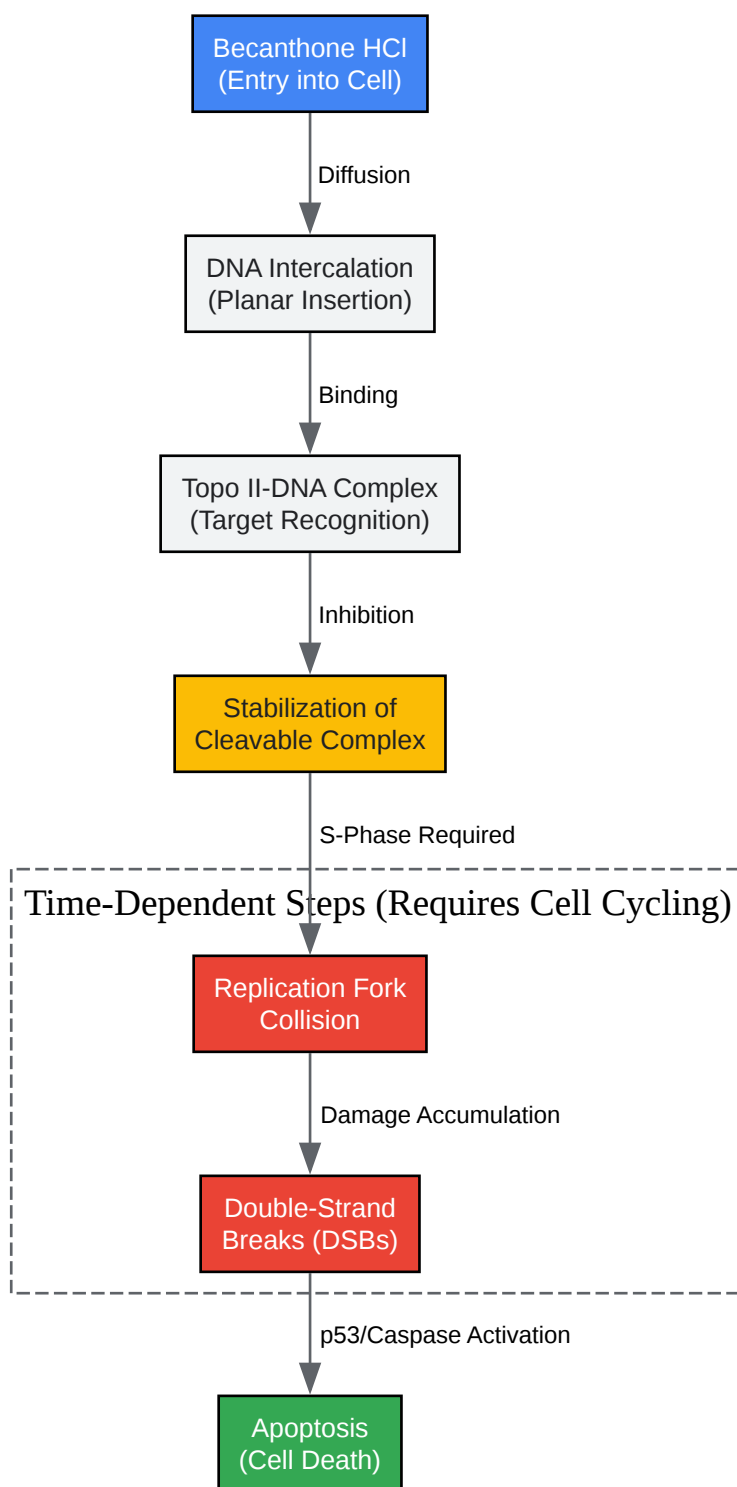 Becanthone HCl
(Entry into Cell)
Diffusion
DNA Intercalation
(Planar Insertion)
Binding
Topo II-DNA Complex
(Target Recognition)
Inhibition
Stabilization of
Cleavable Complex
S-Phase Required
Time-Dependent Steps (Requires Cell Cycling)
Replication Fork
Collision
Damage Accumulation
Double-Strand
Breaks (DSBs)
p53/Caspase Activation
Apoptosis
(Cell Death)